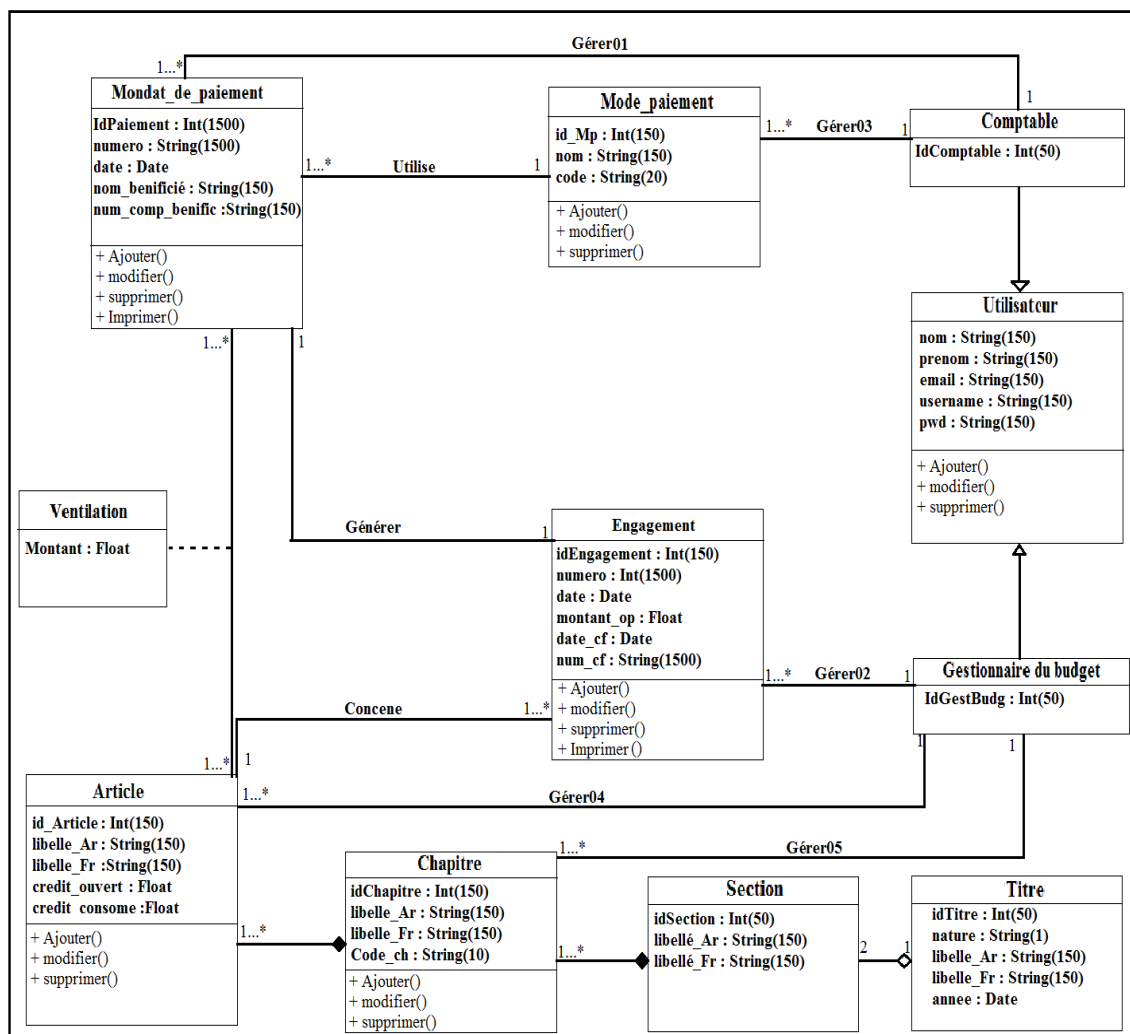 Gérer01
1...*
1
Mondat_de_paiement
IdPaiement : Int(1500)
numero : String(1500)
date : Date
nom_benificié : String(150)
num_comp_benific :String(150)
+ Ajouter()
+ modifier()
+ supprimer()
+ Imprimer()
1...*
Utilise
1
Mode_paiement
id_Mp : Int(150)
nom : String(150)
code : String(20)
+ Ajouter()
+ modifier()
+ supprimer()
1...*
Gérer03
1
Comptable
IdComptable : Int(50)
Utilisateur
nom : String(150)
prenom : String(150)
email : String(150)
username : String(150)
pwd : String(150)
+ Ajouter()
+ modifier()
+ supprimer()
1...*
1
Ventilation
Montant : Float
Générer
1
Engagement
idEngagement : Int(150)
numero : Int(1500)
date : Date
montant_op : Float
date_cf : Date
num_cf : String(1500)
+ Ajouter()
+ modifier()
+ supprimer()
+ Imprimer ()
1...*
Gérer02
1
Gestionnaire du budget
IdGestBudg : Int(50)
Concene
1...*
1...*
1
1
1
Article
id_Article : Int(150)
libelle_Ar : String(150)
libelle_Fr :String(150)
credit_ouvert : Float
credit_consome :Float
+ Ajouter()
+ modifier()
+ supprimer()
1...*
Gérer04
1...*
Gérer05
1...*
Chapitre
idChapitre : Int(150)
libelle_Ar : String(150)
libelle_Fr : String(150)
Code_ch : String(10)
+ Ajouter()
+ modifier()
+ supprimer()
1...*
Section
idSection : Int(50)
libellé_Ar : String(150)
libellé_Fr : String(150)
2
1
Titre
idTitre : Int(50)
nature : String(1)
libelle_Ar : String(150)
libelle_Fr : String(150)
annee : Date